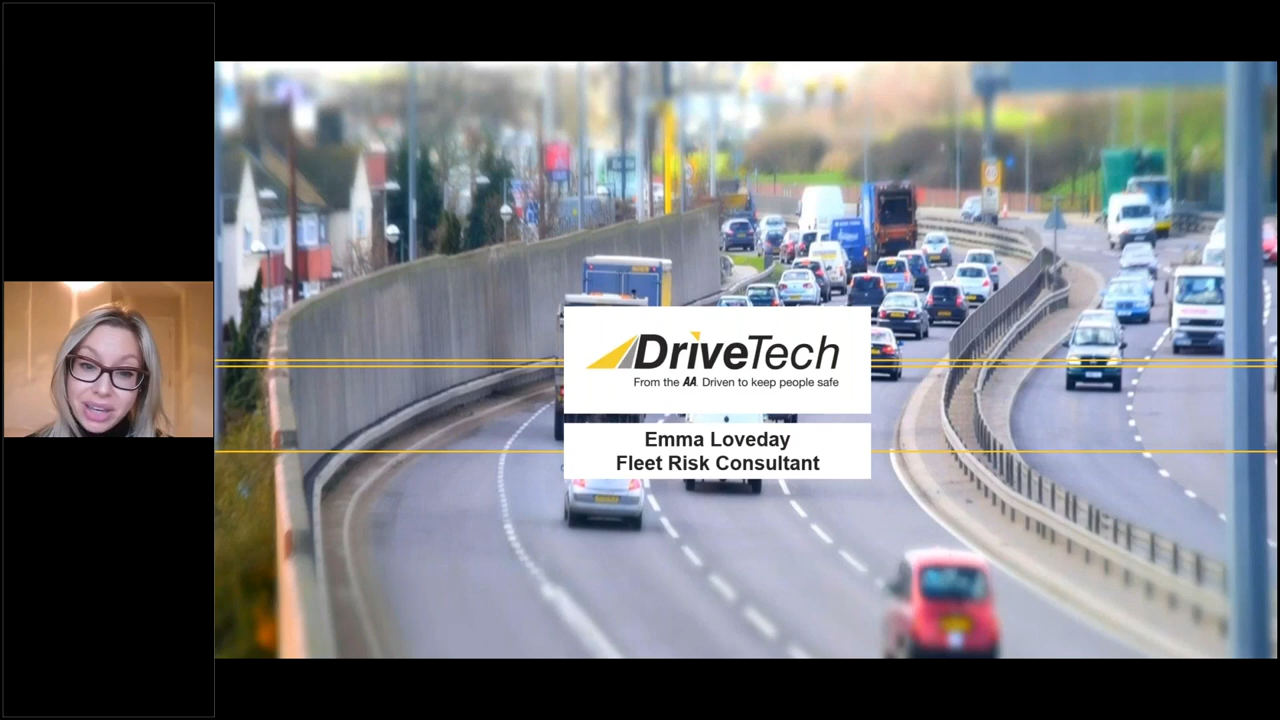 DriveTech
From the AA. Driven to keep people safe
Emma Loveday
Fleet Risk Consultant